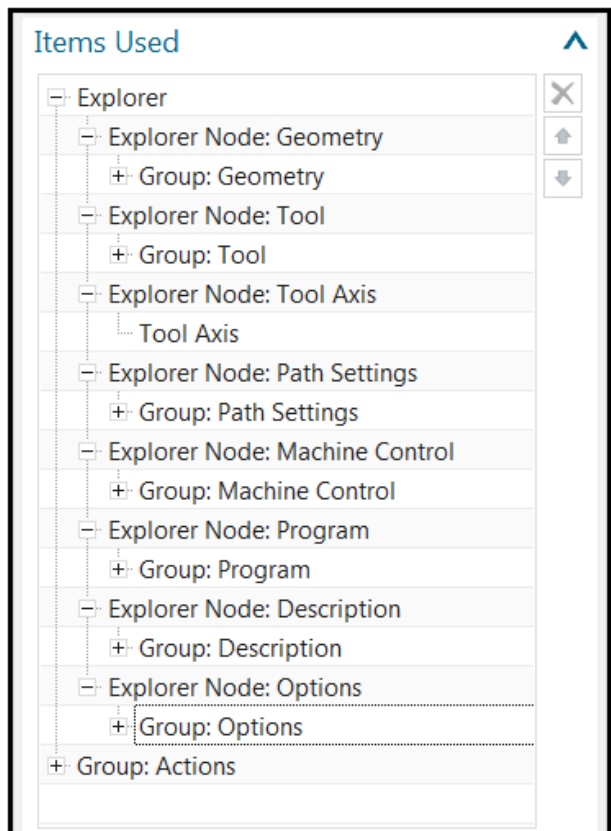 Items Used
Explorer
Explorer Node: Geometry
Group: Geometry
Explorer Node: Tool
Group: Tool
Explorer Node: Tool Axis
Tool Axis
Explorer Node: Path Settings
Group: Path Settings
Explorer Node: Machine Control
Group: Machine Control
Explorer Node: Program
Group: Program
Explorer Node: Description
Group: Description
Explorer Node: Options
Group: Options
Group: Actions